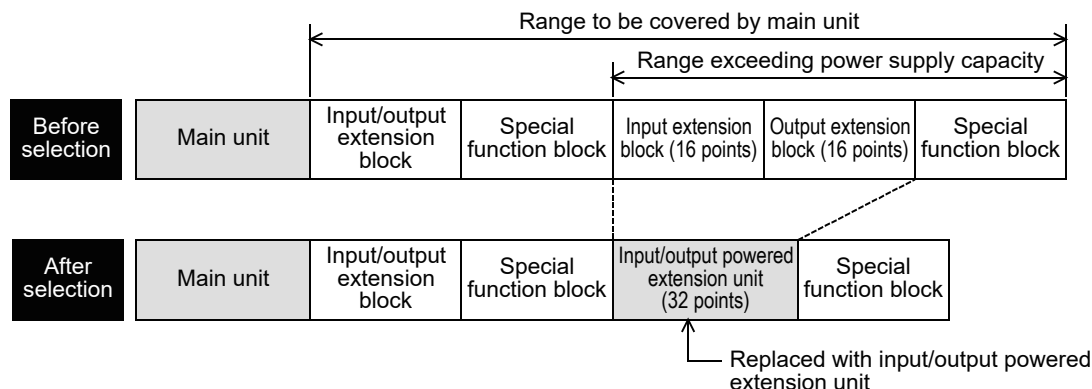 Range to be covered by main unit
Range exceeding power supply capacity
Before
selection
Main unit
Input/output
extension
block
Special
function block
Input extension
block (16 points)
Output extension
block (16 points)
Special
function block
After
selection
Main unit
Input/output
extension
block
Special
function block
Input/output powered
extension unit
(32 points)
Special
function block
Replaced with input/output powered
extension unit